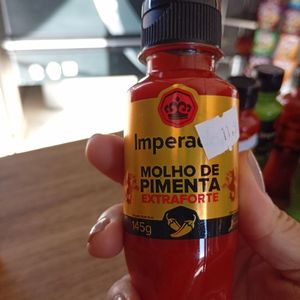 Imperad
MOLHO DE
PIMENTA
EXTRAFORTE
145g